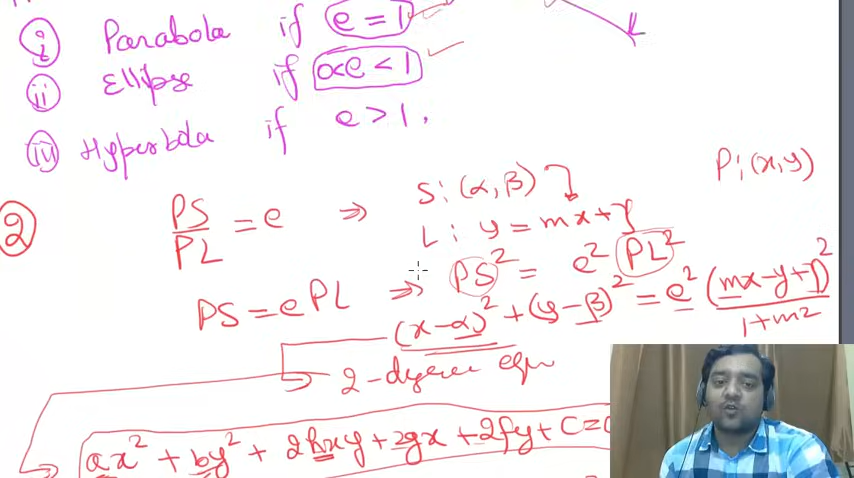 i Parabola if e = 1
ii Ellipse if 0<e < 1
iv Hyperbola if e > 1.
2 PS/PL = e ⇒ S : (α, β) P : (x, y)
L : y = mx + γ
PS = e PL ⇒ PS² = e² PL²
(x-α)² + (y-β)² = e² (mx-y+γ)²/1+m²
2-degree eqn
ax² + by² + 2hxy + 2gx + 2fy + C=0